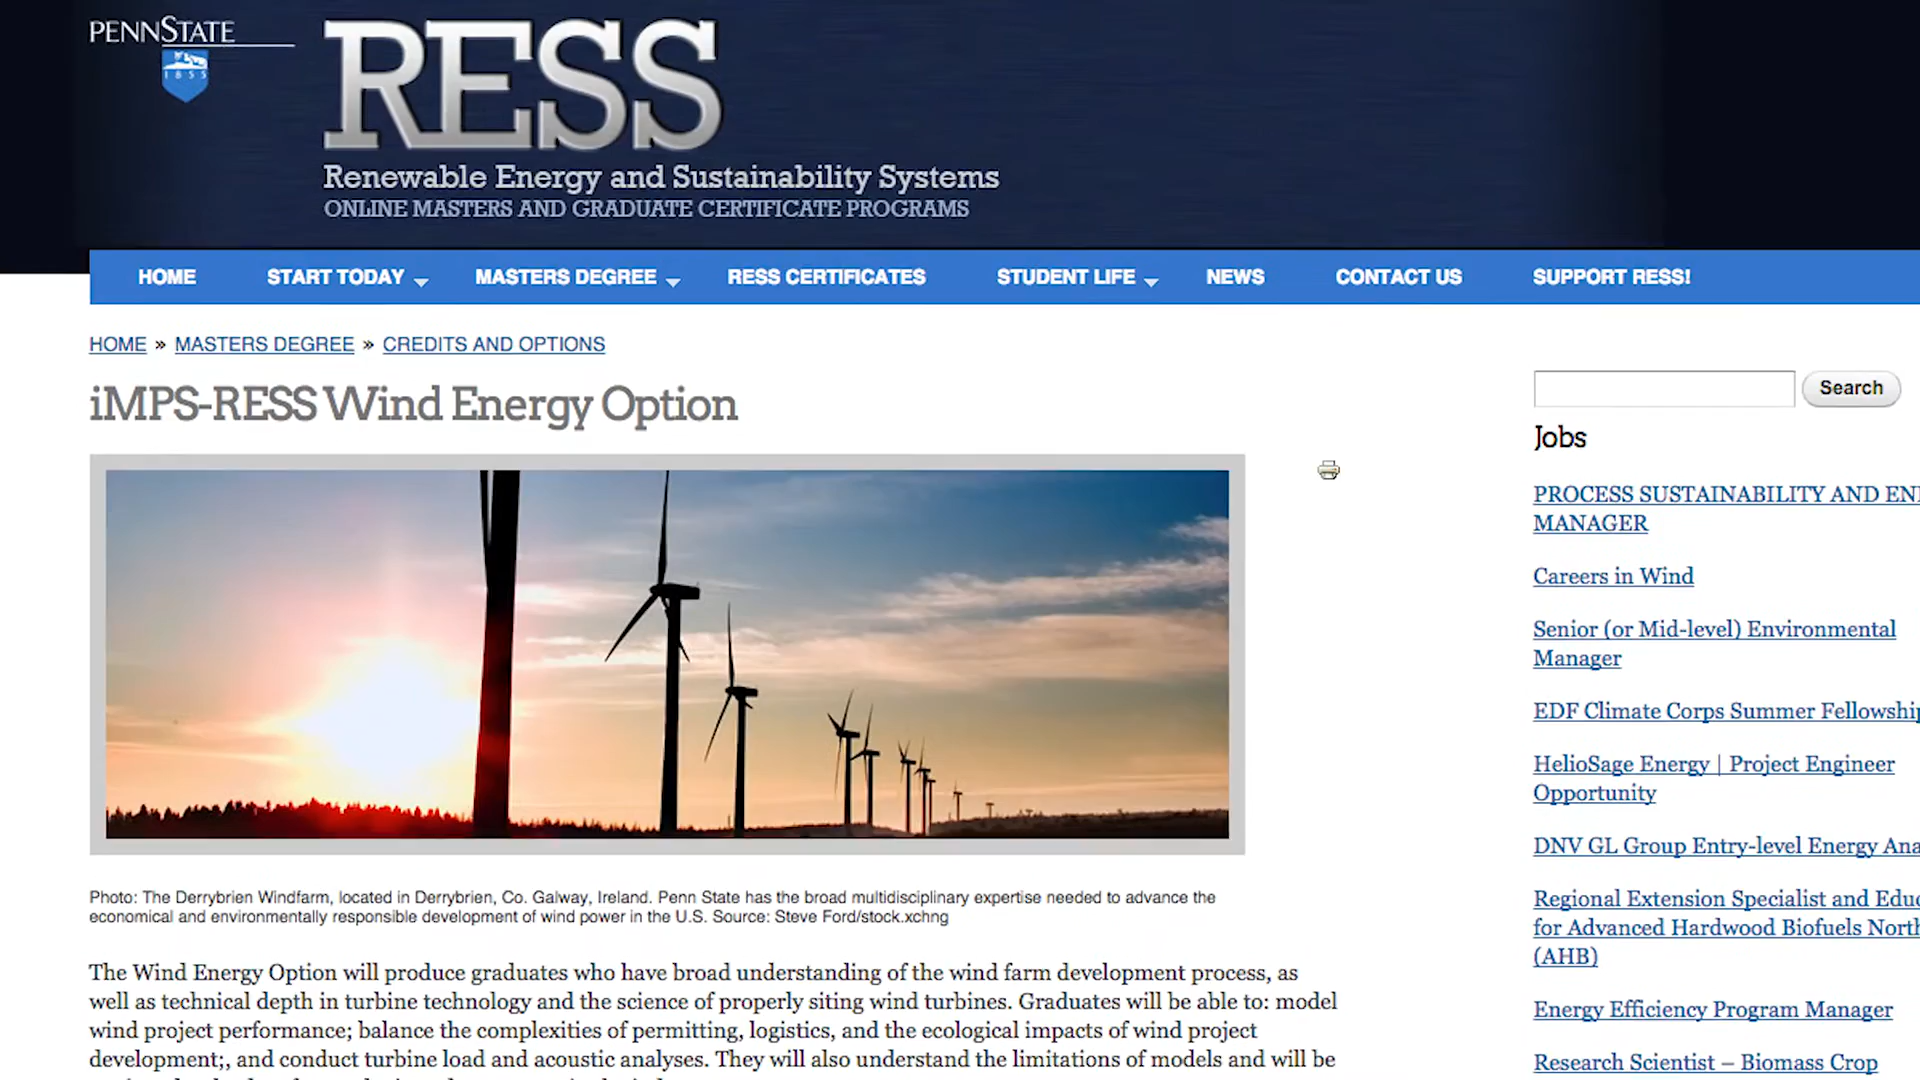 PENNSTATE
1855
RESS
Renewable Energy and Sustainability Systems
ONLINE MASTERS AND GRADUATE CERTIFICATE PROGRAMS
HOME START TODAY MASTERS DEGREE RESS CERTIFICATES STUDENT LIFE NEWS CONTACT US SUPPORT RESS!
HOME » MASTERS DEGREE » CREDITS AND OPTIONS
iMPS-RESS Wind Energy Option
Photo: The Derrybrien Windfarm, located in Derrybrien, Co. Galway, Ireland. Penn State has the broad multidisciplinary expertise needed to advance the
economical and environmentally responsible development of wind power in the U.S. Source: Steve Ford/stock.xchng
The Wind Energy Option will produce graduates who have broad understanding of the wind farm development process, as
well as technical depth in turbine technology and the science of properly siting wind turbines. Graduates will be able to: model
wind project performance; balance the complexities of permitting, logistics, and the ecological impacts of wind project
development;, and conduct turbine load and acoustic analyses. They will also understand the limitations of models and will be
Search
Jobs
PROCESS SUSTAINABILITY AND
MANAGER
Careers in Wind
Senior (or Mid-level) Environmental
Manager
EDF Climate Corps Summer Fellowship
HelioSage Energy | Project Engineer
Opportunity
DNV GL Group Entry-level Energy
Regional Extension Specialist and
for Advanced Hardwood Biofuels
(AHB)
Energy Efficiency Program Manager
Research Scientist – Biomass Crop